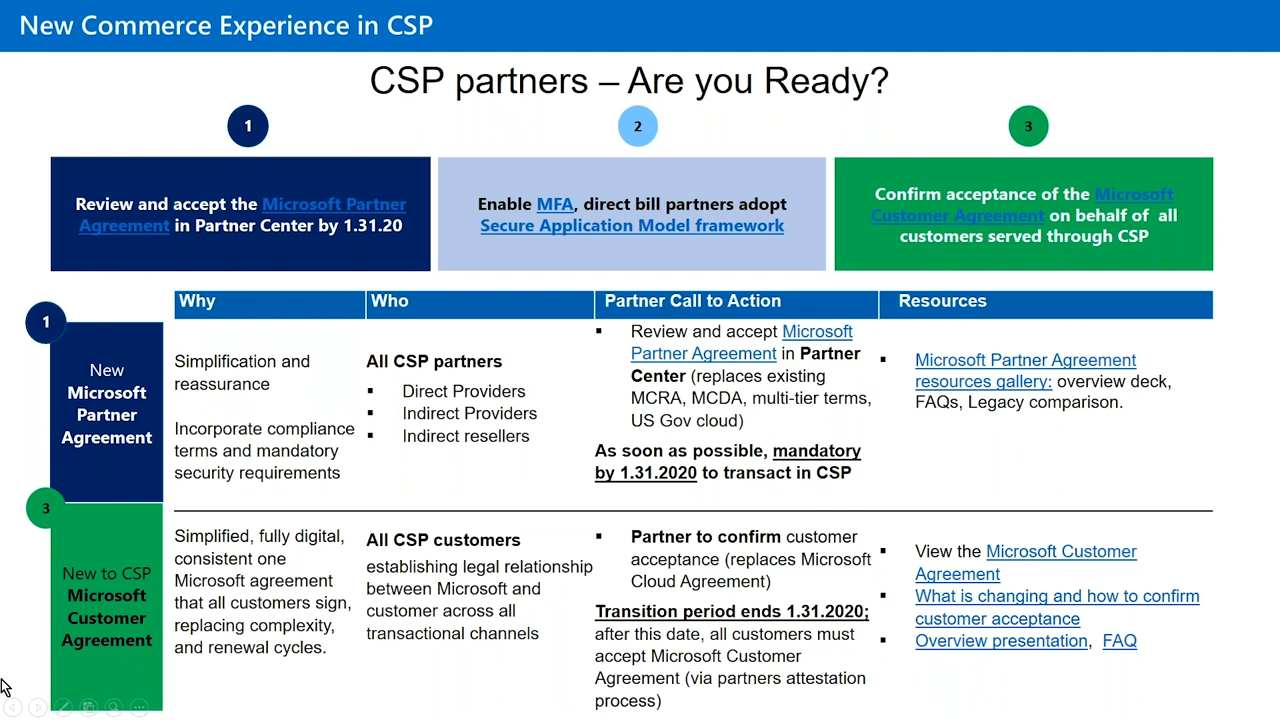 New Commerce Experience in CSP
CSP partners – Are you Ready?
1
2
3
Review and accept the Microsoft Partner
Agreement in Partner Center by 1.31.20
Enable MFA, direct bill partners adopt
Secure Application Model framework
Confirm acceptance of the Microsoft
Customer Agreement on behalf of all
customers served through CSP
Why
Who
Partner Call to Action
Resources
1
New
Microsoft
Partner
Agreement
Simplification and
reassurance
Incorporate compliance
terms and mandatory
security requirements
All CSP partners
▪ Direct Providers
▪ Indirect Providers
▪ Indirect resellers
▪ Review and accept Microsoft
Partner Agreement in Partner
Center (replaces existing
MCRA, MCDA, multi-tier terms,
US Gov cloud)
As soon as possible, mandatory
by 1.31.2020 to transact in CSP
▪ Microsoft Partner Agreement
resources gallery: overview deck,
FAQs, Legacy comparison.
3
New to CSP
Microsoft
Customer
Agreement
Simplified, fully digital,
consistent one
Microsoft agreement
that all customers sign,
replacing complexity,
and renewal cycles.
All CSP customers
establishing legal relationship
between Microsoft and
customer across all
transactional channels
▪ Partner to confirm customer
acceptance (replaces Microsoft
Cloud Agreement)
Transition period ends 1.31.2020;
after this date, all customers must
accept Microsoft Customer
Agreement (via partners attestation
process)
▪ View the Microsoft Customer
Agreement
▪ What is changing and how to confirm
customer acceptance
▪ Overview presentation, FAQ